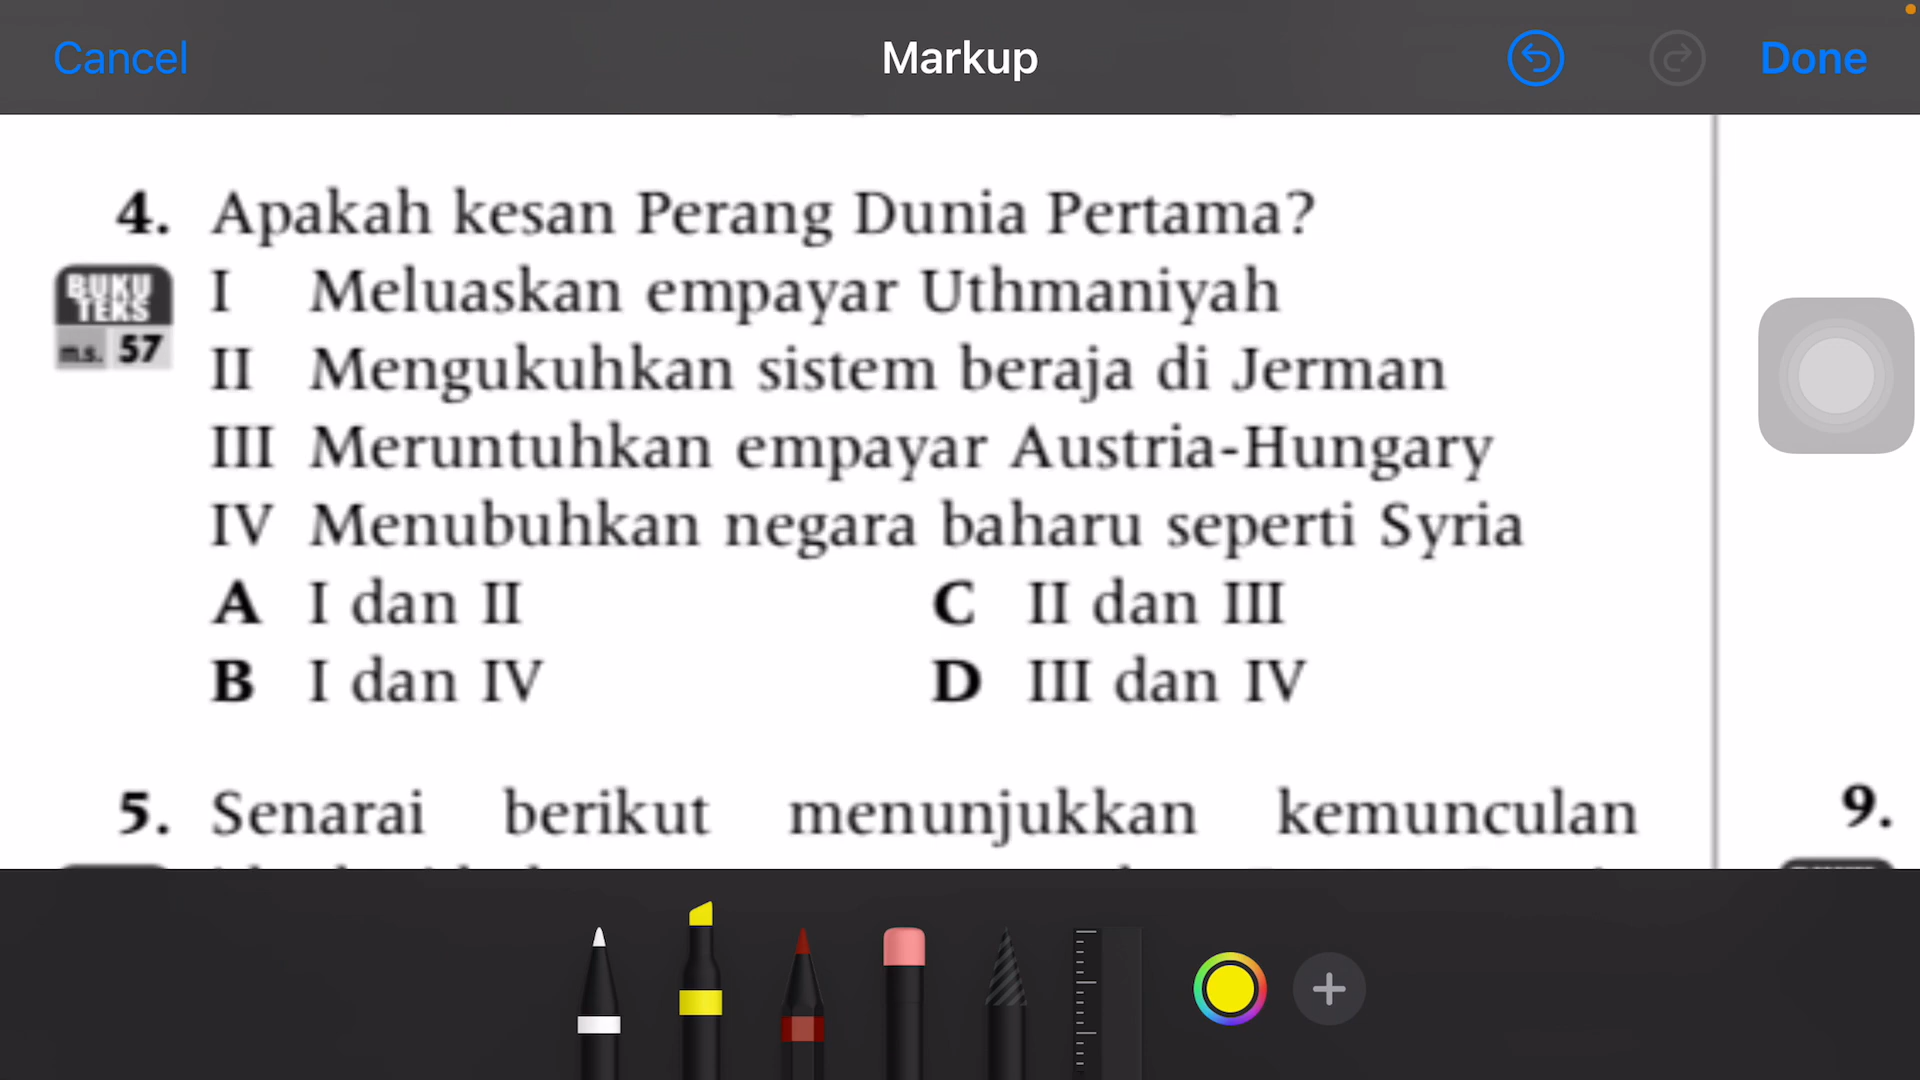 Cancel
Markup
Done
4. Apakah kesan Perang Dunia Pertama?
BUKU
TEKS
m.s. 57
I Meluaskan empayar Uthmaniyah
II Mengukuhkan sistem beraja di Jerman
III Meruntuhkan empayar Austria-Hungary
IV Menubuhkan negara baharu seperti Syria
A I dan II
C II dan III
B I dan IV
D III dan IV
5. Senarai berikut menunjukkan kemunculan
9.